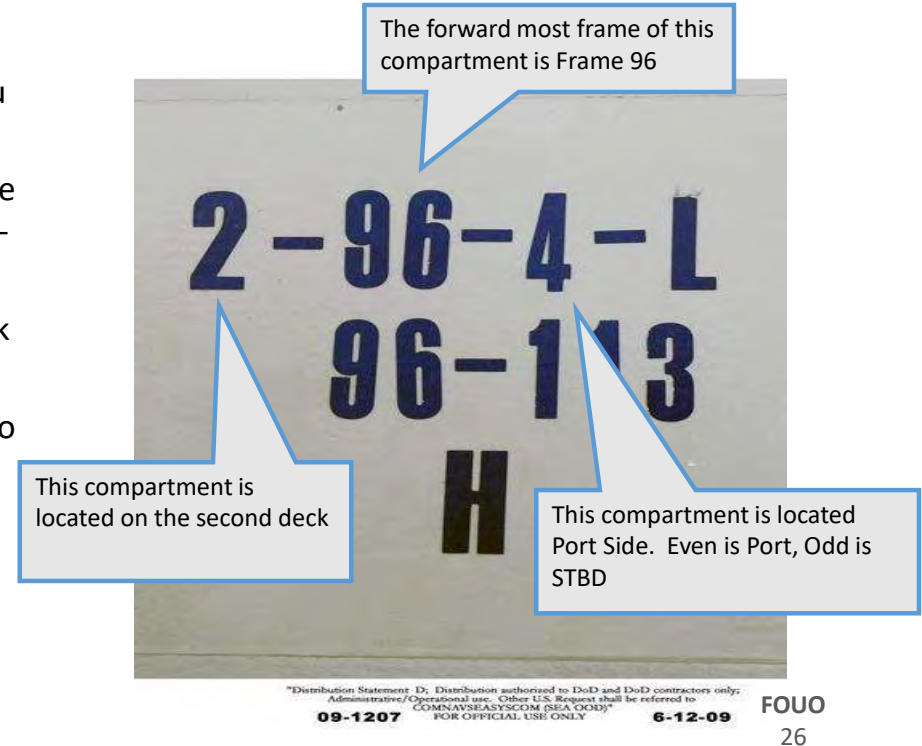 The forward most frame of this
compartment is Frame 96
2-96-4-L
This compartment is
located on the second deck
This compartment is located
Port Side. Even is Port, Odd is
STBD
H
"Distribution Statement D; Distribution authorized to DoD and DoD contractors only;
Administrative/Operational use. Other U.S. Request shall be referred to
COMNAVSEASYSCOM (SEA OOD)"
09-1207 FOR OFFICIAL USE ONLY 6-12-09
FOUO
26